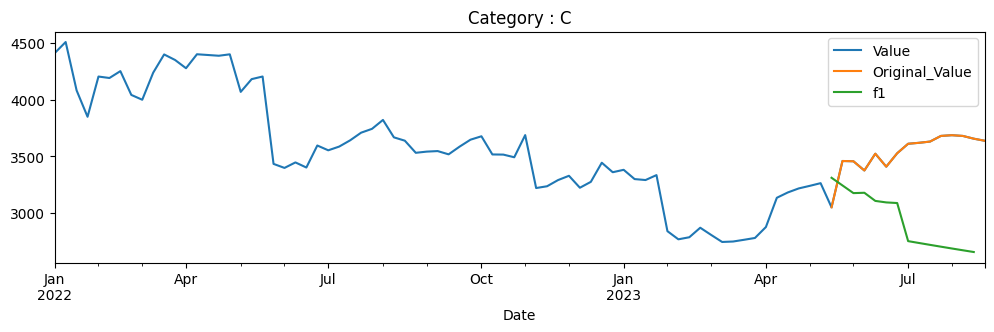 Category : C
4500
4000
3500
3000
Value
Original_Value
f1
Jan Apr Jul Oct Jan Apr Jul
2022 2023
Date